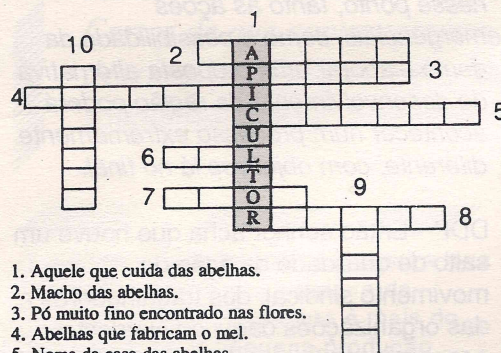 1
10
2
A
3
P
4
I
C
5
U
6
L
T
7
O
9
R
8
1. Aquele que cuida das abelhas.
2. Macho das abelhas.
3. Pó muito fino encontrado nas flores.
4. Abelhas que fabricam o mel.